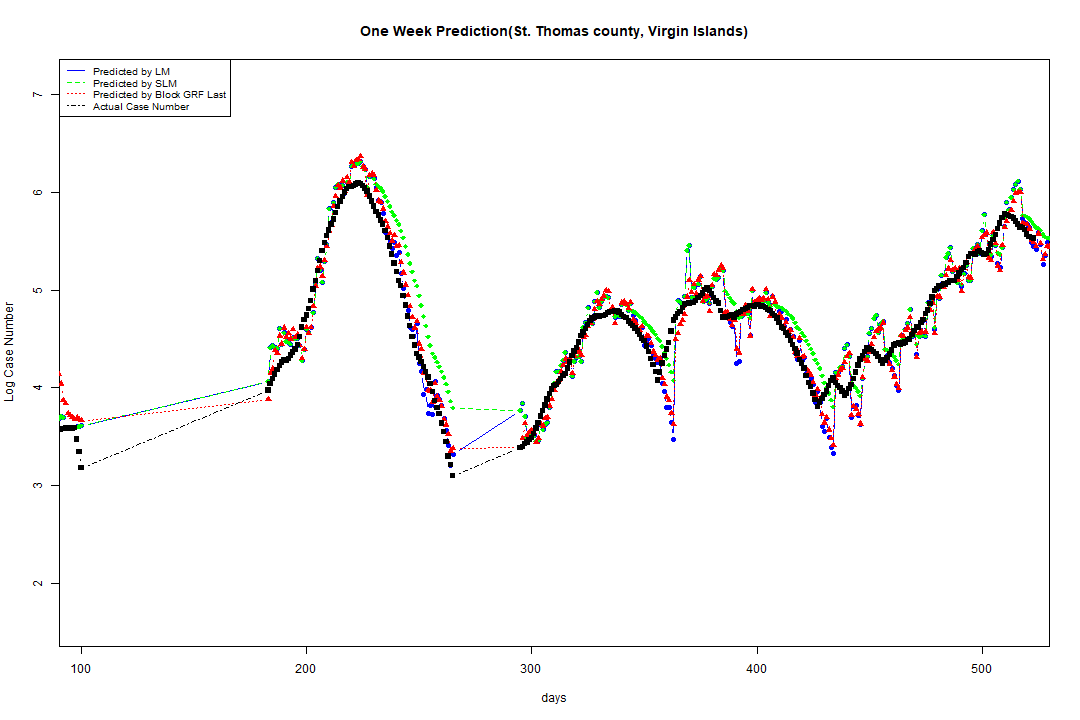 One Week Prediction(St. Thomas county, Virgin Islands)
Predicted by LM
Predicted by SLM
Predicted by Block GRF Last
Actual Case Number
Log Case Number
7
6
5
4
3
2
100 200 300 400 500
days